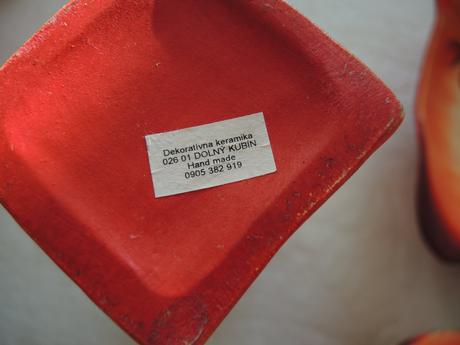 Dekoratívna keramika
026 01 DOLNÝ KUBÍN
Hand made
0905 382 919